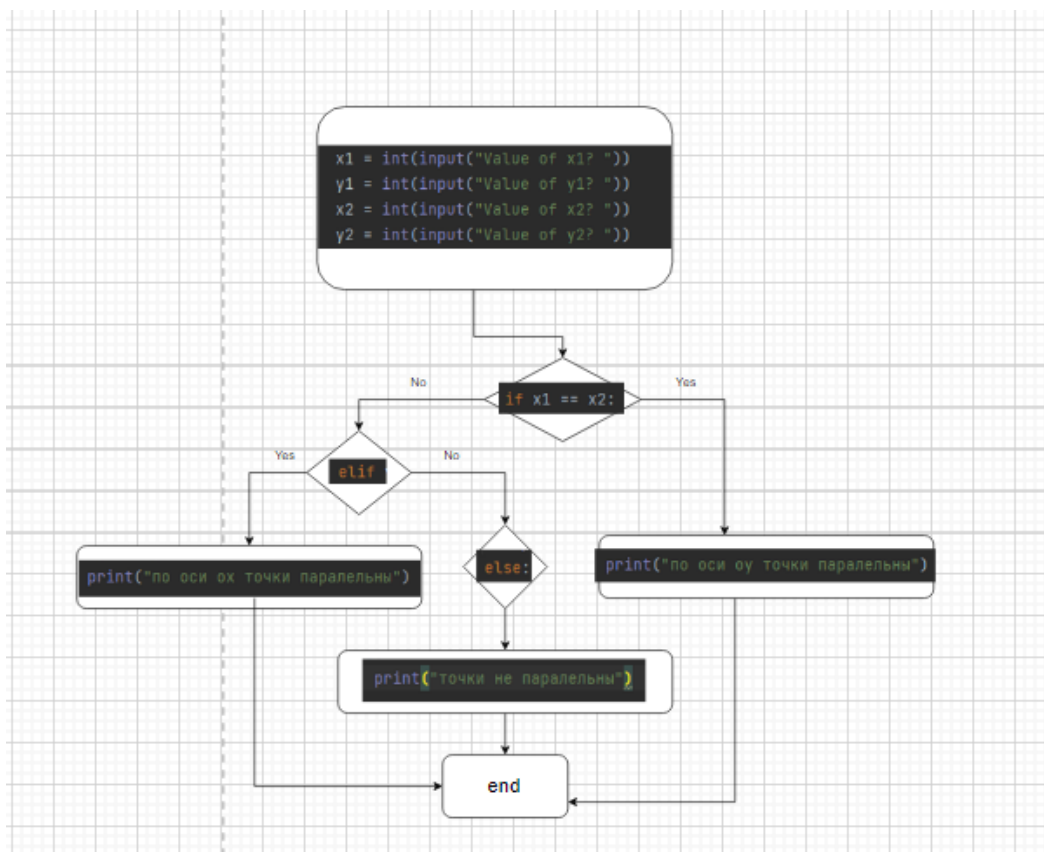 x1 = int(input("Value of x1? "))
y1 = int(input("Value of y1? "))
x2 = int(input("Value of x2? "))
y2 = int(input("Value of y2? "))
No
Yes
if x1 == x2:
Yes
No
elif
else:
print("по оси ох точки паралельны")
print("по оси оу точки паралельны")
print("точки не паралельны")
end